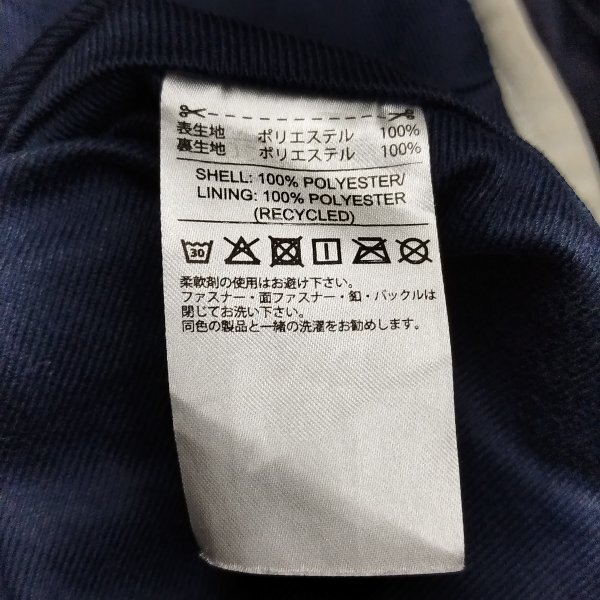 表生地 ポリエステル 100%
裏生地 ポリエステル 100%
SHELL: 100% POLYESTER/
LINING: 100% POLYESTER
(RECYCLED)
30
柔軟剤の使用はお避け下さい。
ファスナー・面ファスナー・釦・バックルは
閉じてお洗い下さい。
同色の製品と一緒の洗濯をお勧めします。